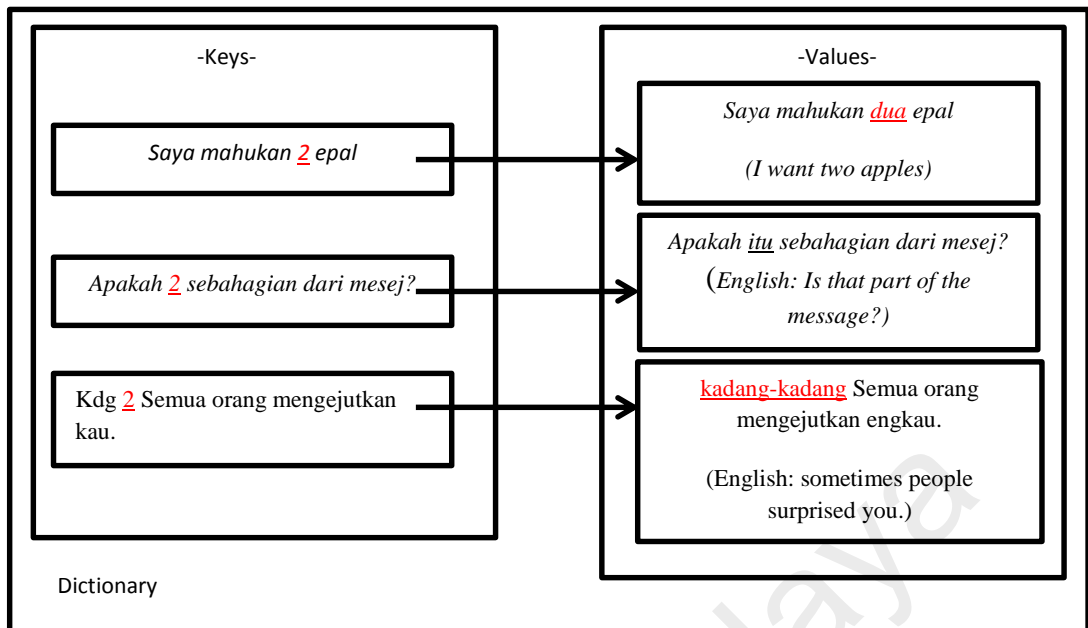 -Keys-
Saya mahukan 2 epal
Apakah 2 sebahagian dari mesej?
Kdg 2 Semua orang mengejutkan
kau.
-Values-
Saya mahukan dua epal
(I want two apples)
Apakah itu sebahagian dari mesej?
(English: Is that part of the
message?)
kadang-kadang Semua orang
mengejutkan engkau.
(English: sometimes people
surprised you.)
Dictionary